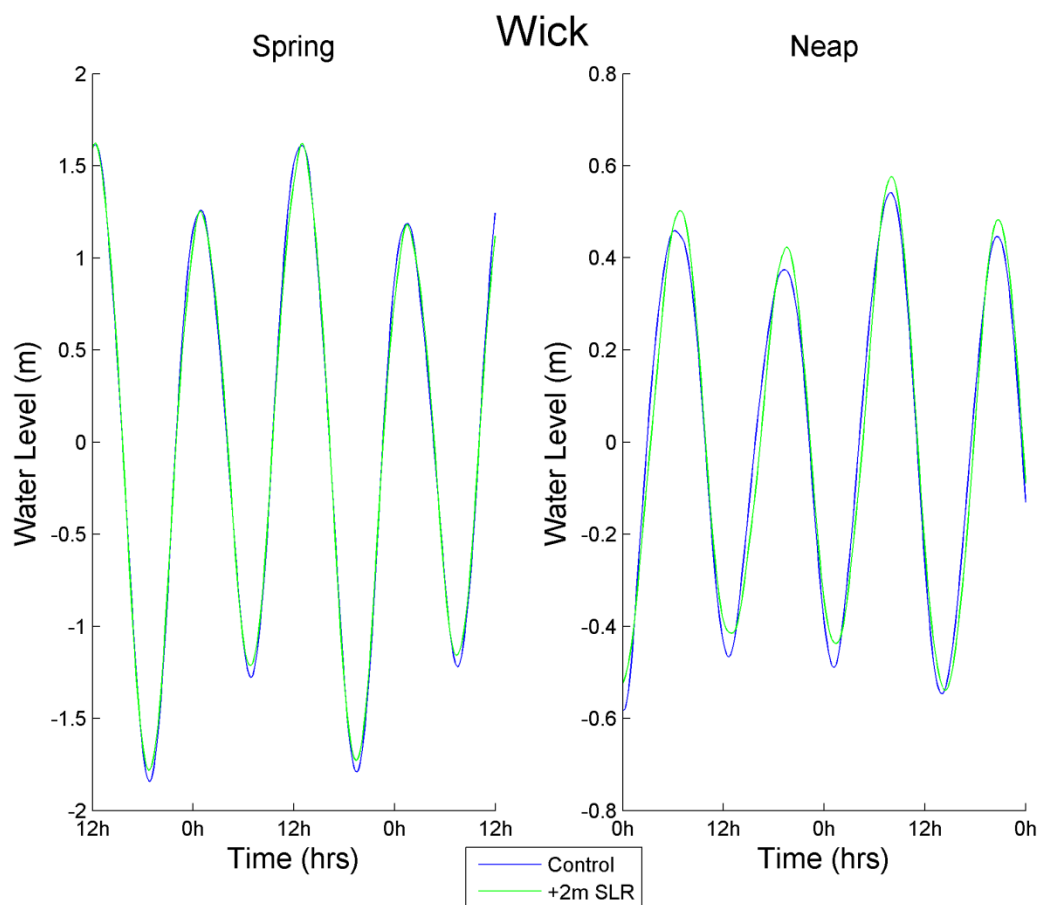 Wick
Spring
Neap
2
1.5
1
0.5
0
-0.5
-1
-1.5
-2
Water Level (m)
12h 0h 12h 0h 12h
Time (hrs)
0.8
0.6
0.4
0.2
0
-0.2
-0.4
-0.6
-0.8
Water Level (m)
0h 12h 0h 12h 0h
Time (hrs)
Control
+2m SLR